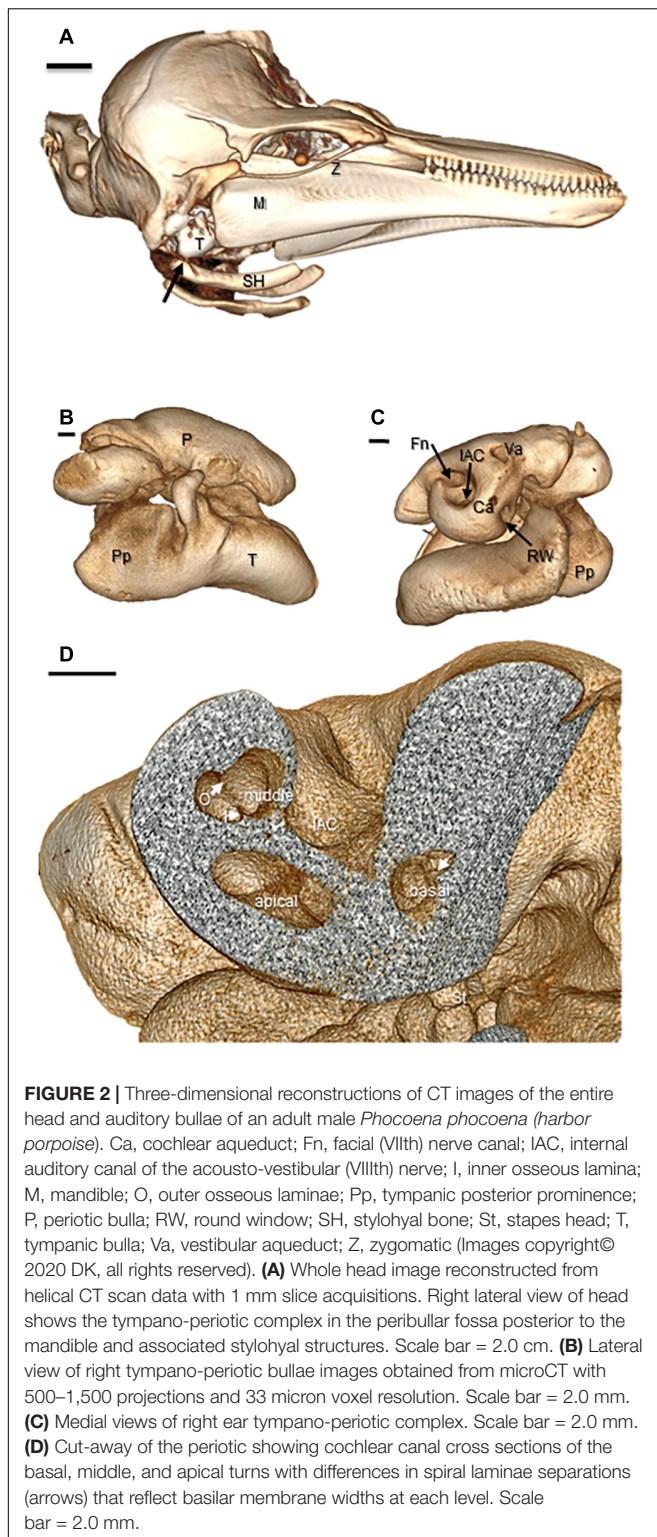 A
Z
M
T
SH
B
C
P
Fn
IAC
Va
Ca
RW
Pp
T
Pp
D
O
middle
I
IAC
apical
basal
St
FIGURE 2 | Three-dimensional reconstructions of CT images of the entire
head and auditory bullae of an adult male Phocoena phocoena (harbor
porpoise). Ca, cochlear aqueduct; Fn, facial (VIIth) nerve canal; IAC, internal
auditory canal of the acousto-vestibular (VIIIth) nerve; I, inner osseous lamina;
M, mandible; O, outer osseous laminae; Pp, tympanic posterior prominence;
P, periotic bulla; RW, round window; SH, stylohyal bone; St, stapes head; T,
tympanic bulla; Va, vestibular aqueduct; Z, zygomatic (Images copyright©
2020 DK, all rights reserved). (A) Whole head image reconstructed from
helical CT scan data with 1 mm slice acquisitions. Right lateral view of head
shows the tympano-periotic complex in the peribullar fossa posterior to the
mandible and associated stylohyal structures. Scale bar = 2.0 cm. (B) Lateral
view of right tympano-periotic bullae images obtained from microCT with
500–1,500 projections and 33 micron voxel resolution. Scale bar = 2.0 mm.
(C) Medial views of right ear tympano-periotic complex. Scale bar = 2.0 mm.
(D) Cut-away of the periotic showing cochlear canal cross sections of the
basal, middle, and apical turns with differences in spiral laminae separations
(arrows) that reflect basilar membrane widths at each level. Scale
bar = 2.0 mm.